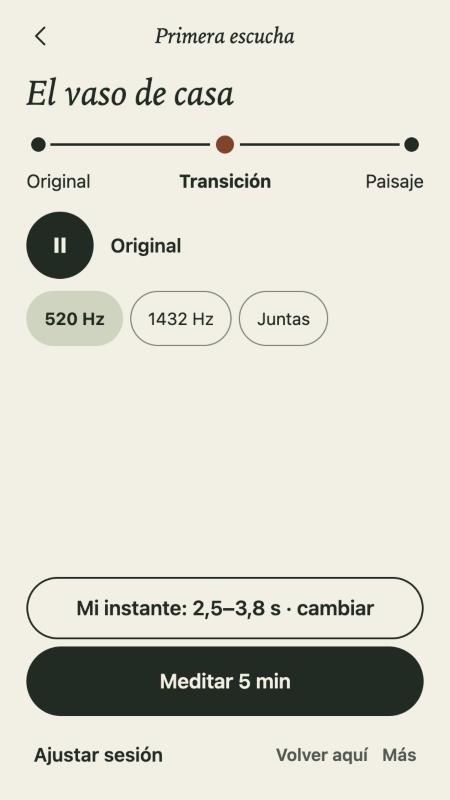 Primera escucha
El vaso de casa
Original Transición Paisaje
Original
520 Hz 1432 Hz Juntas
Mi instante: 2,5–3,8 s · cambiar
Meditar 5 min
Ajustar sesión Volver aquí Más